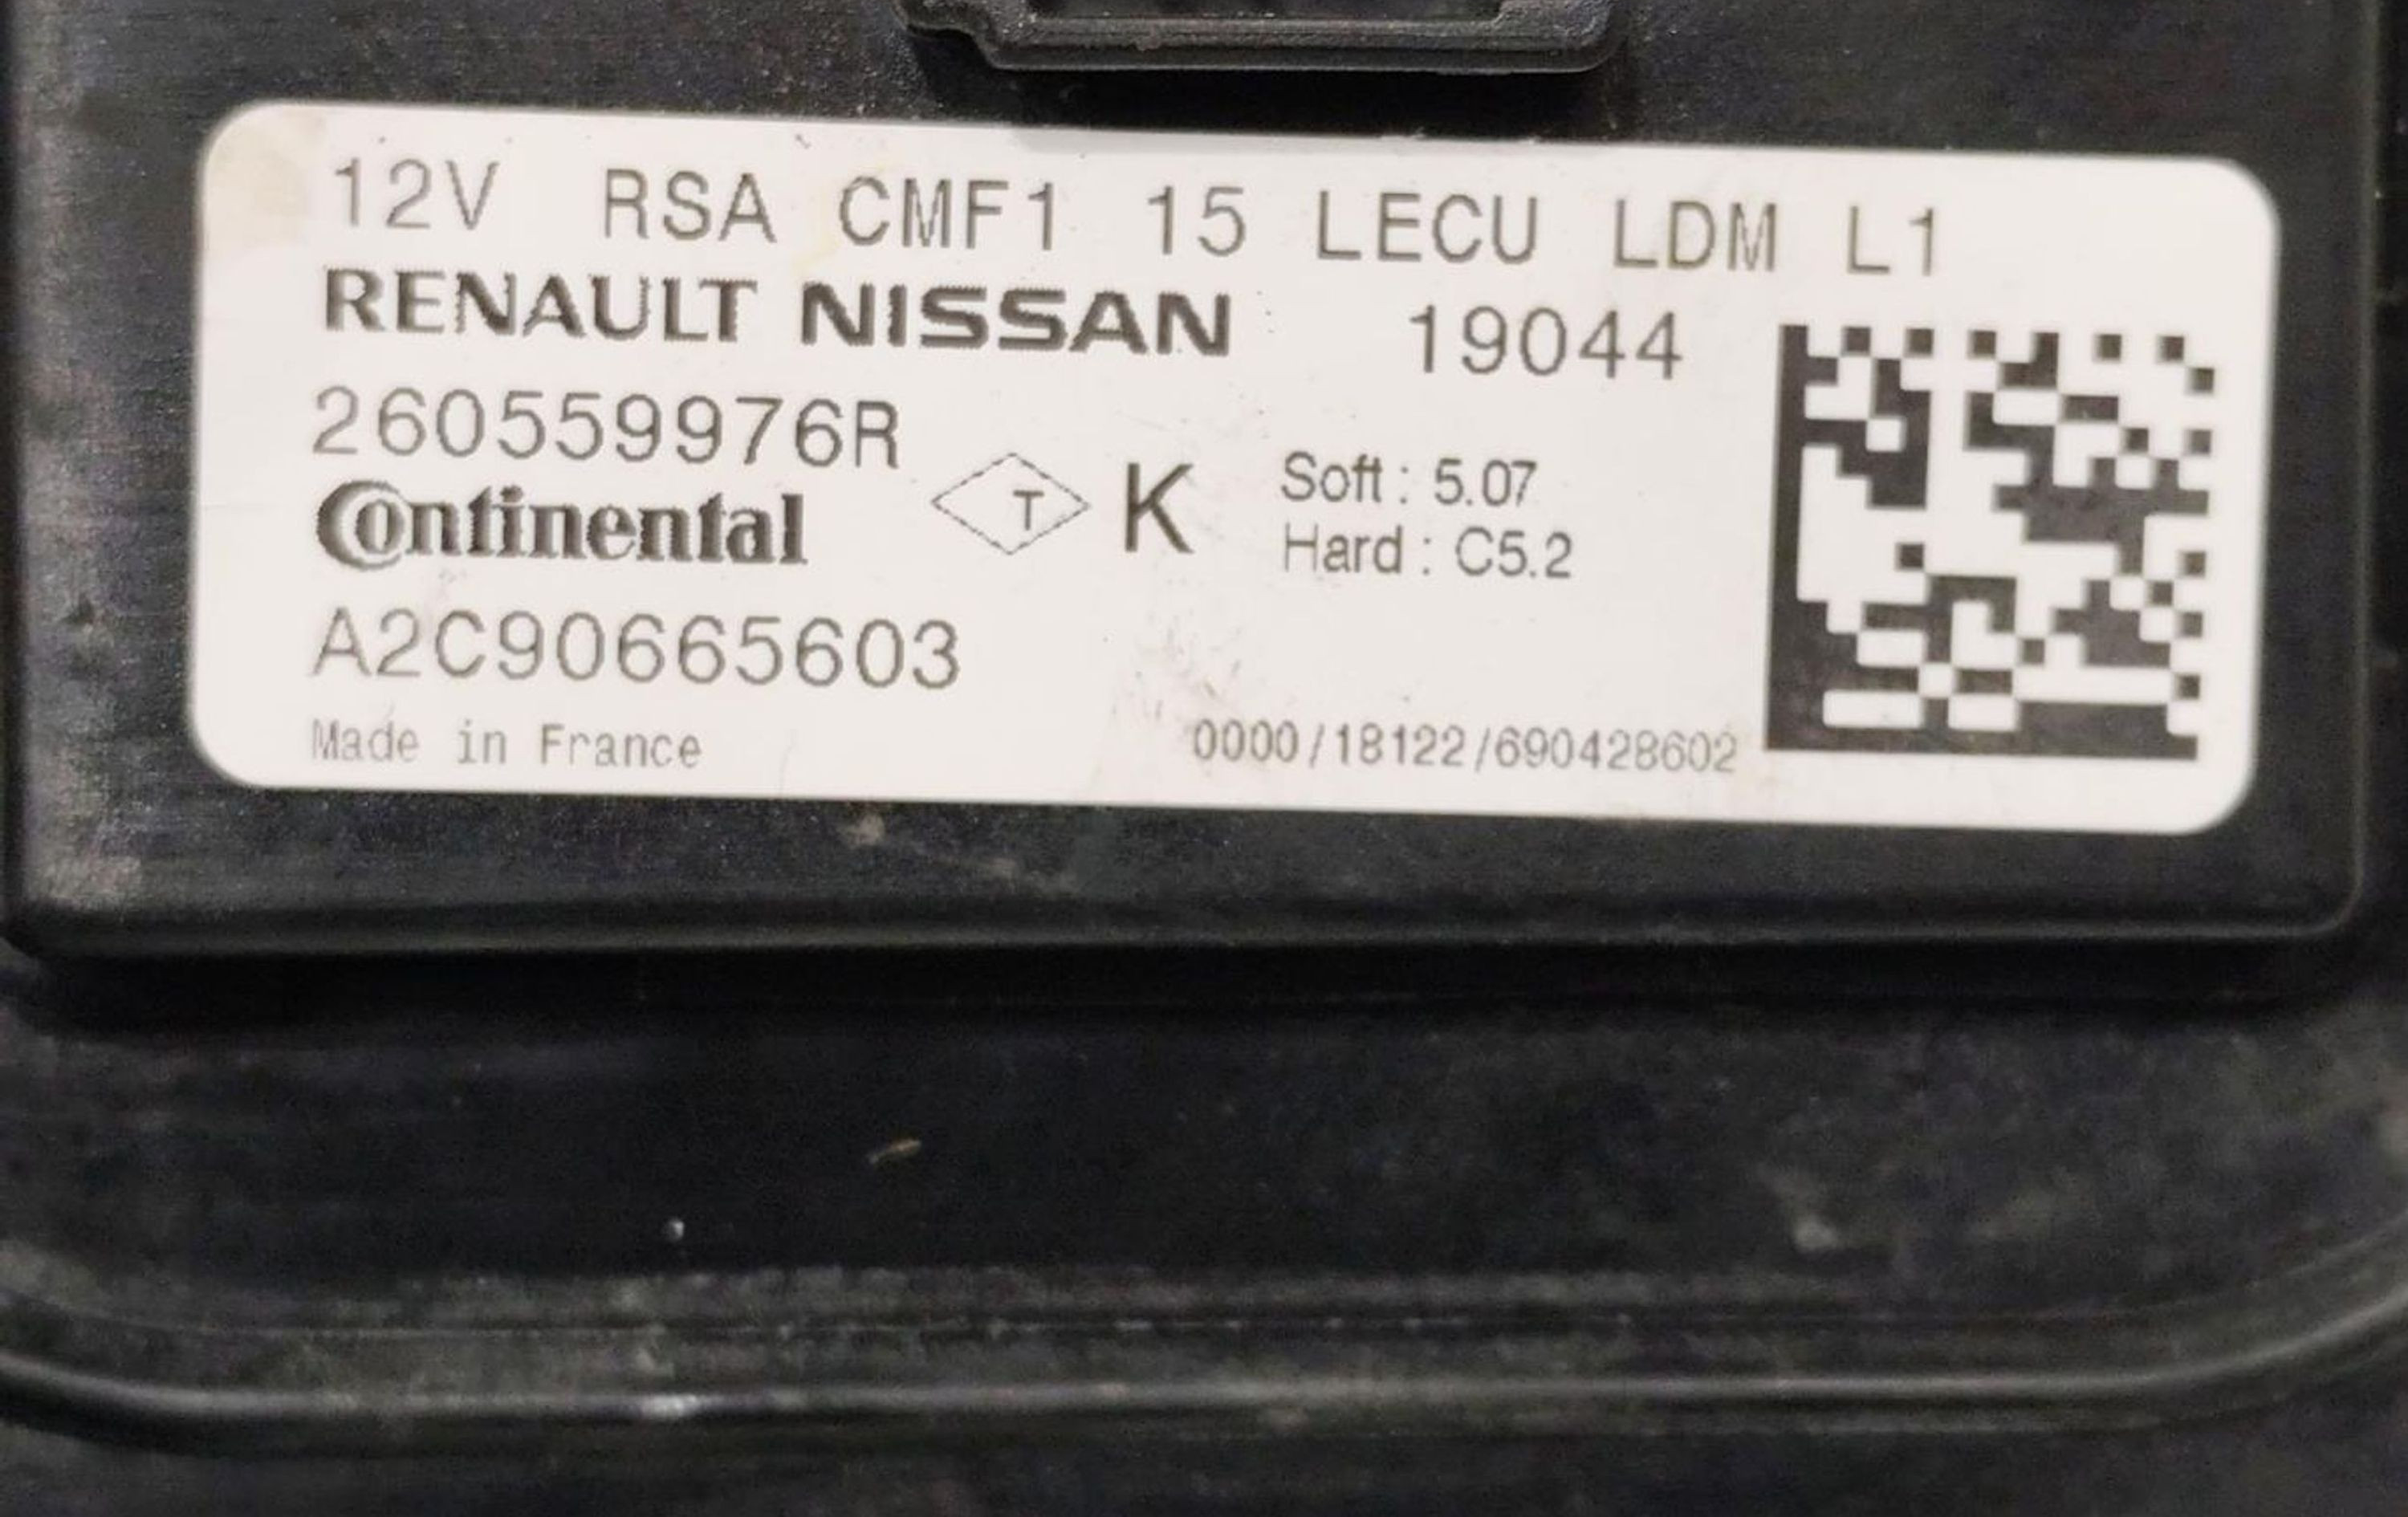 12V RSA CMF1 15 LECU LDM L1
RENAULT NISSAN 19044
260559976R
Continental T K Soft : 5.07
Hard : C5.2
A2C90665603
Made in France 0000/18122/690428602